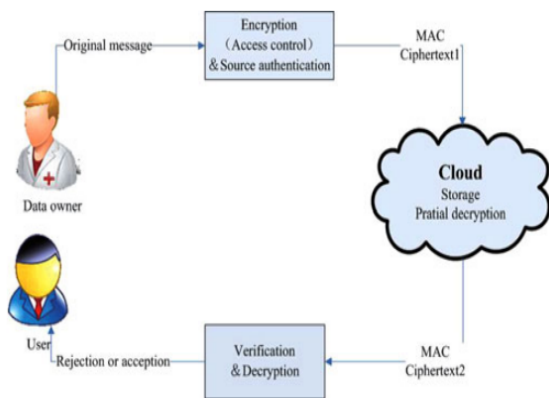 Original message
Encryption
(Access control)
& Source authentication
MAC
Ciphertext1
Data owner
Cloud
Storage
Pratial decryption
User
Rejection or acception
Verification
& Decryption
MAC
Ciphertext2